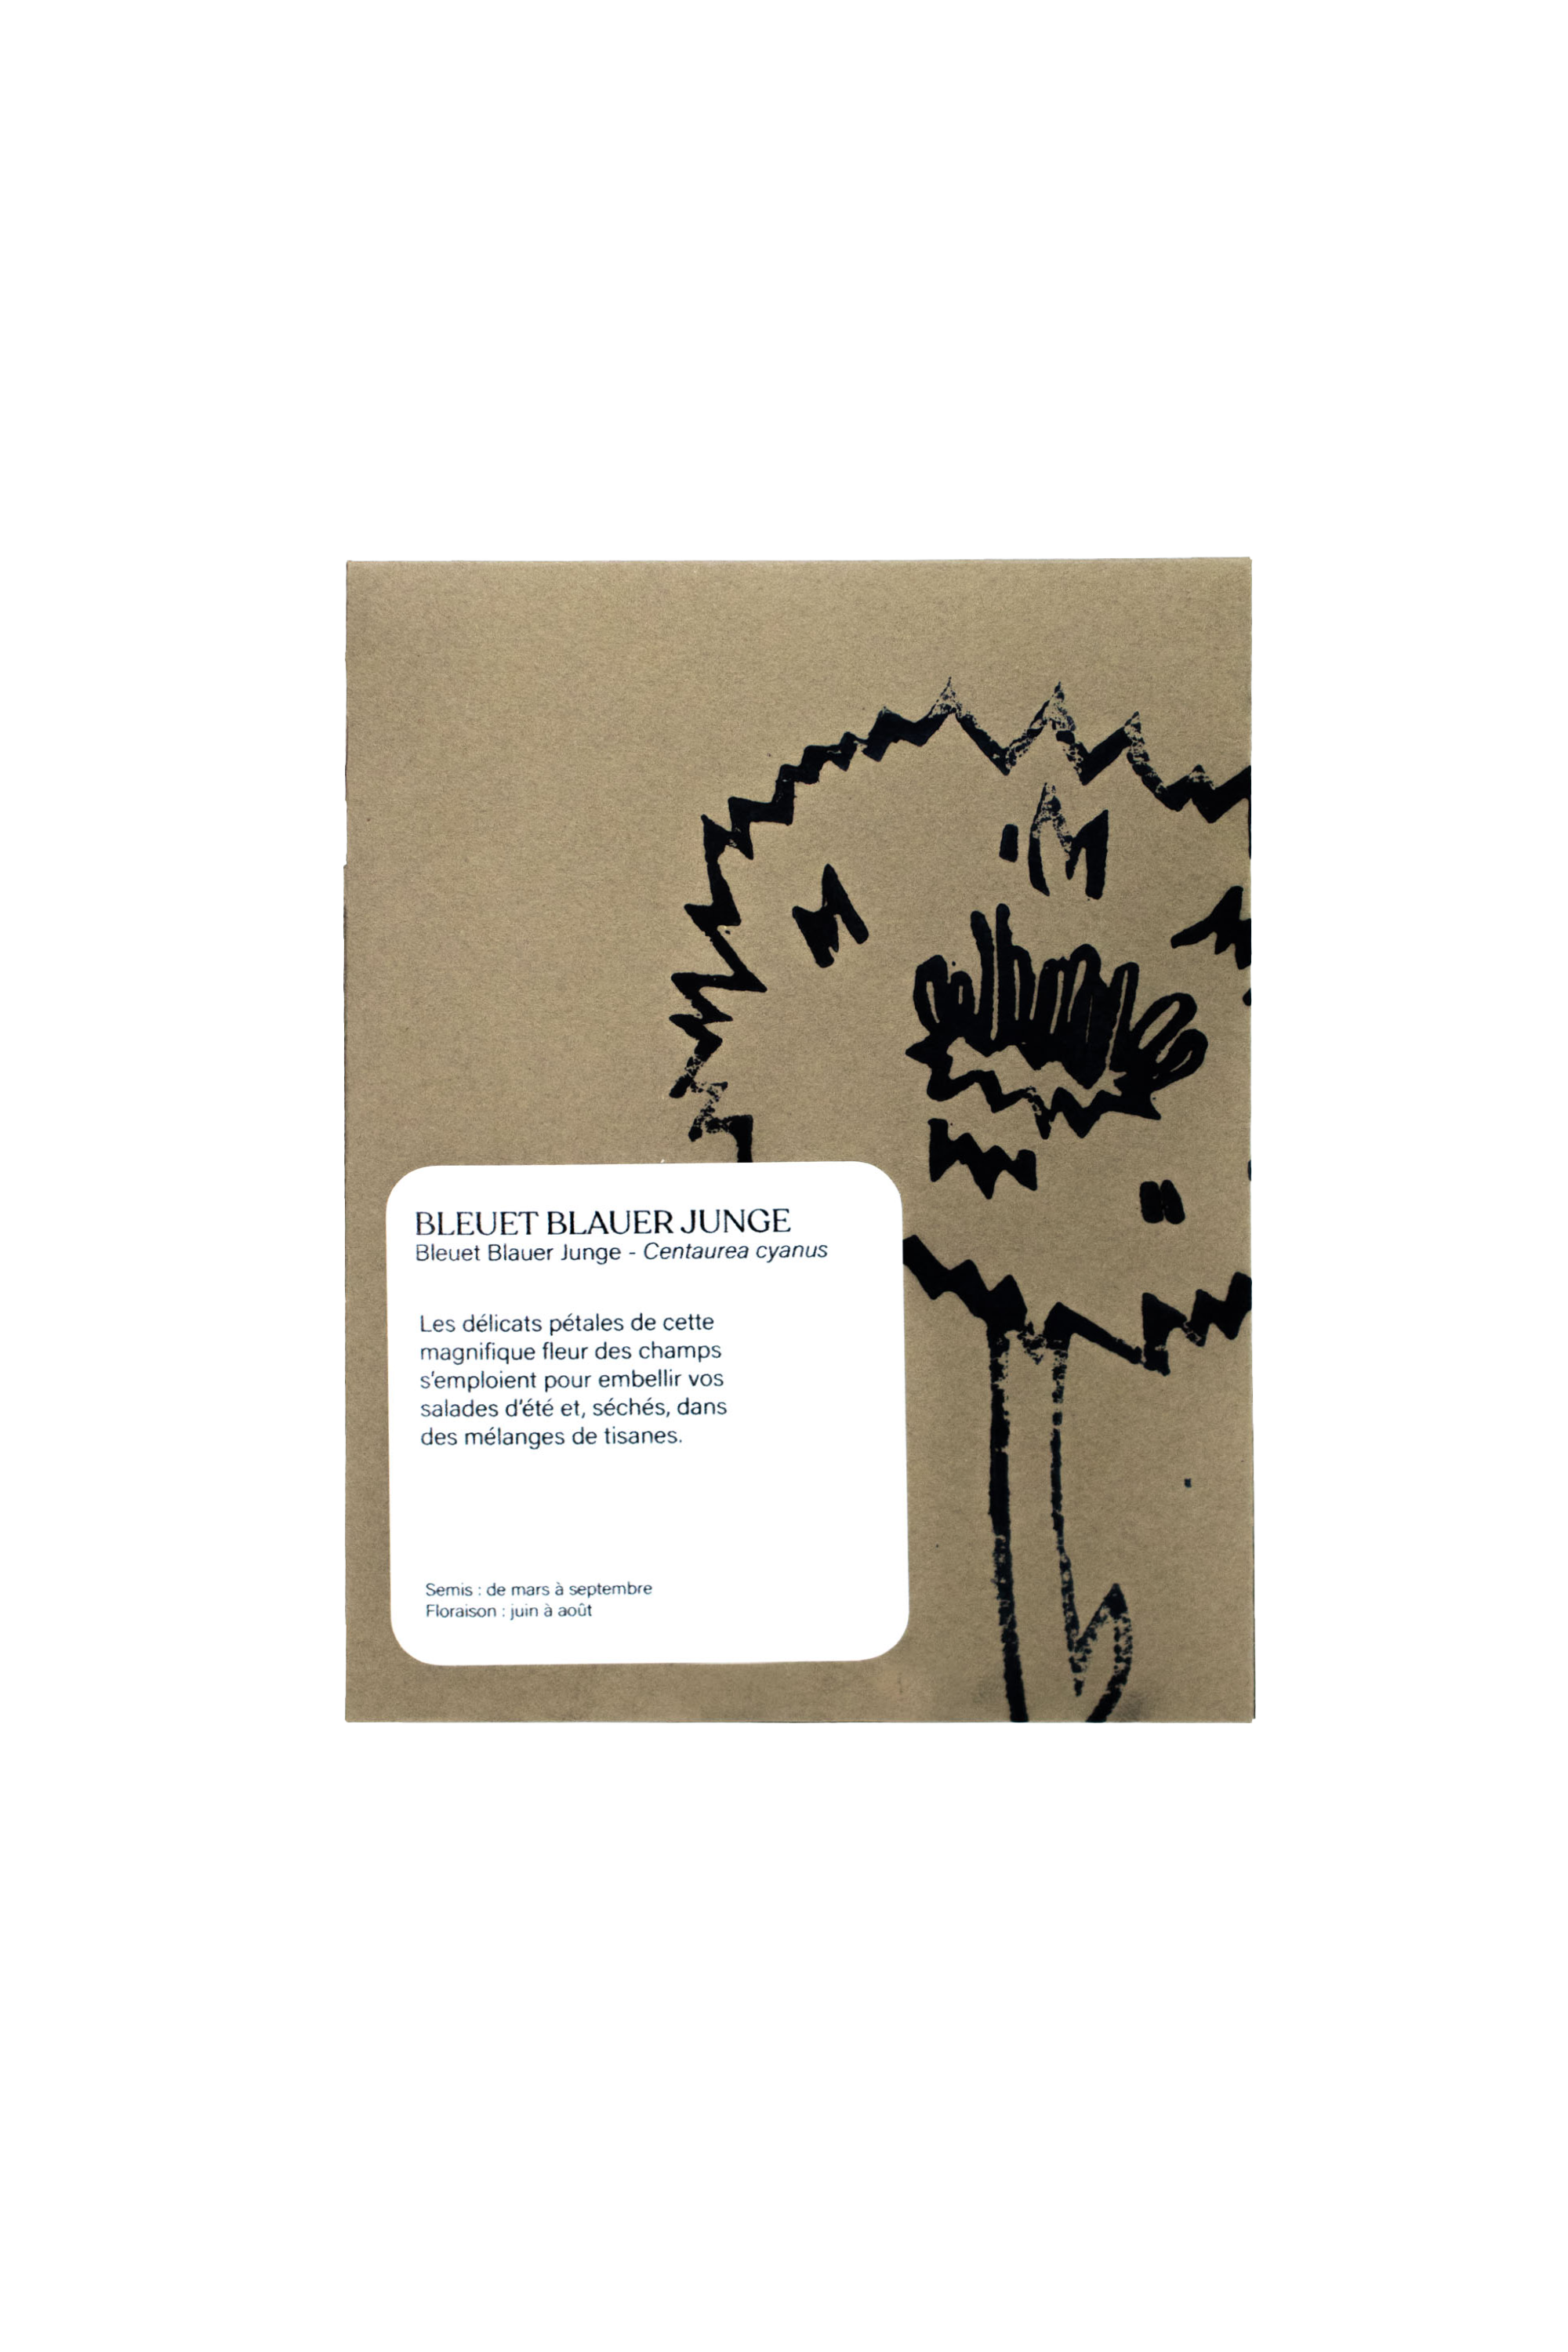 BLEUET BLAUER JUNGE
Bleuet Blauer Junge - Centaurea cyanus
Les délicats pétales de cette
magnifique fleur des champs
s'emploient pour embellir vos
salades d'été et, séchés, dans
des mélanges de tisanes.
Semis : de mars à septembre
Floraison : juin à août